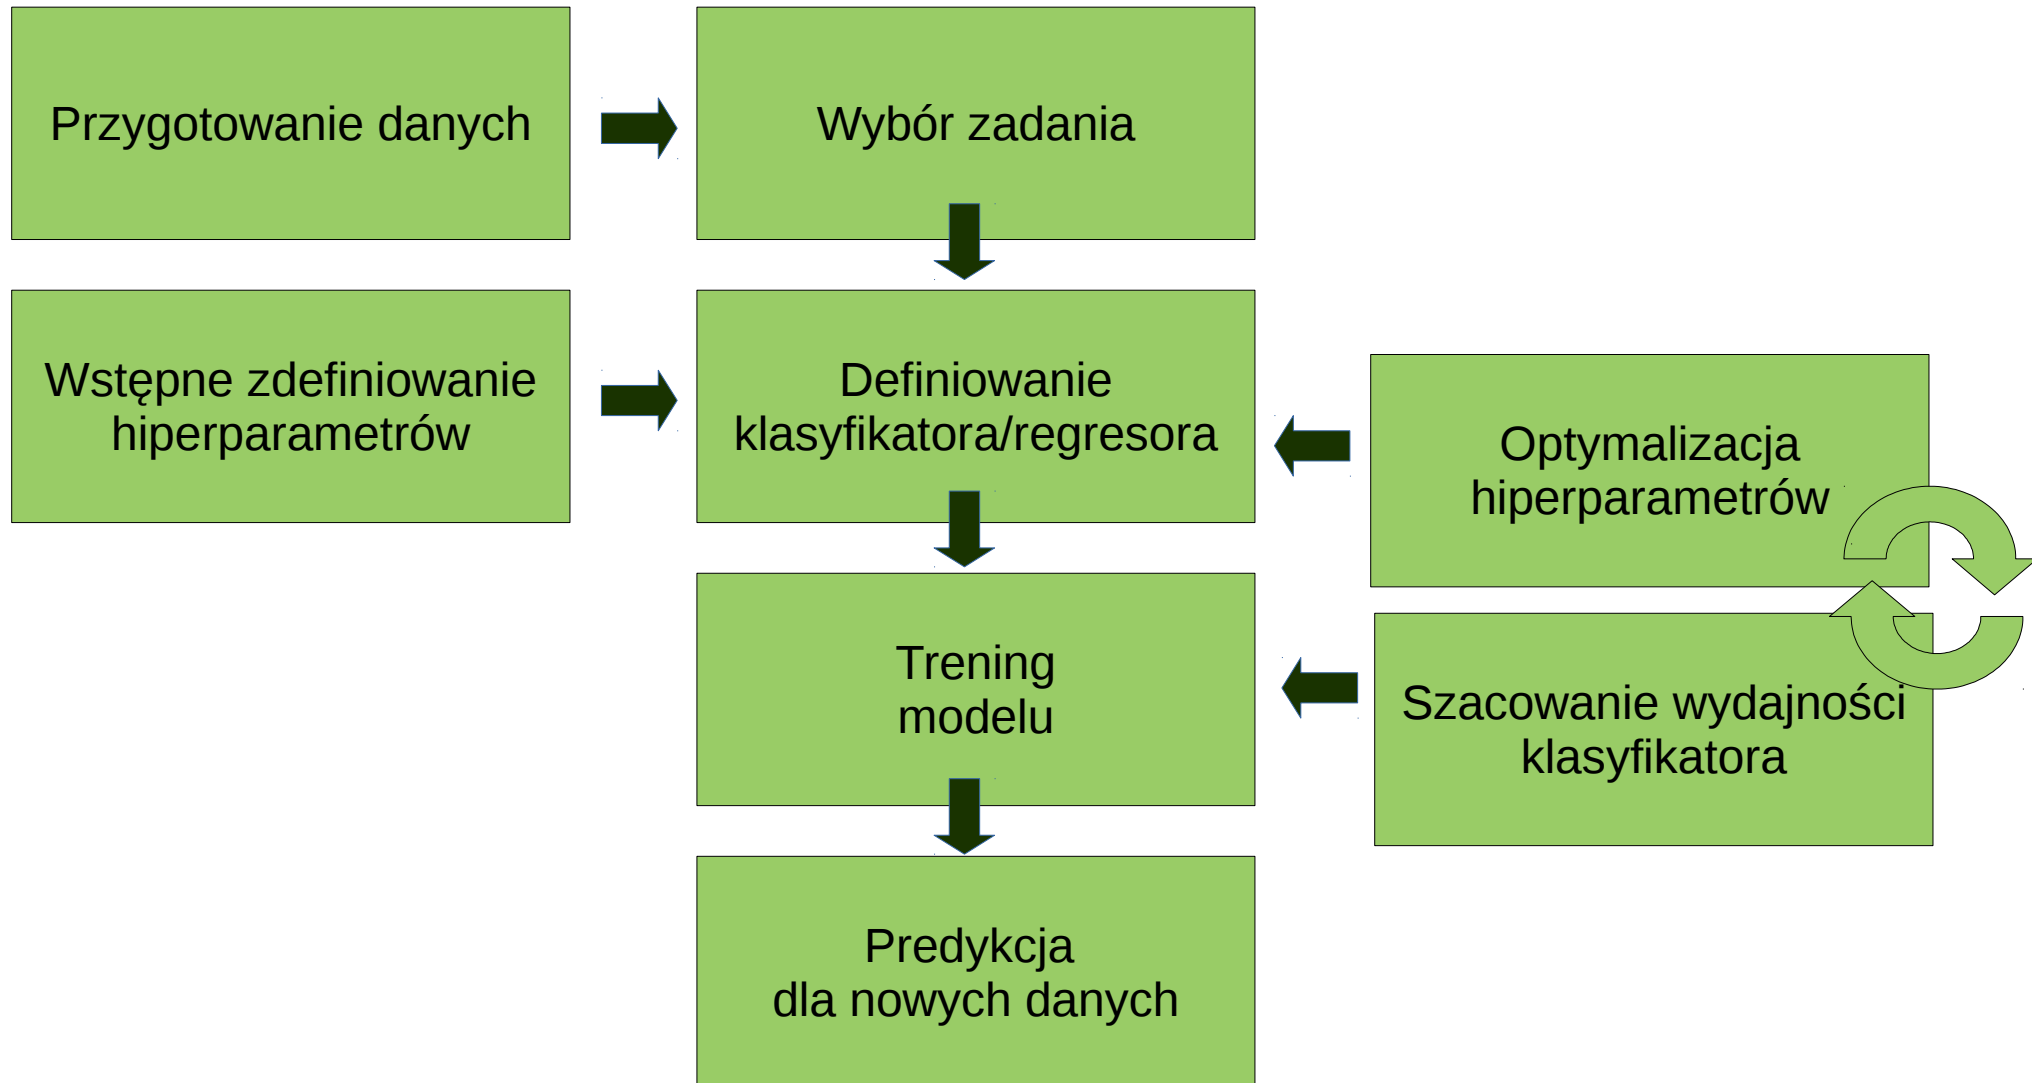 Przygotowanie danych
Wybór zadania
Wstępne zdefiniowanie
hiperparametrów
Definiowanie
klasyfikatora/regresora
Optymalizacja
hiperparametrów
Trening
modelu
Szacowanie wydajności
klasyfikatora
Predykcja
dla nowych danych